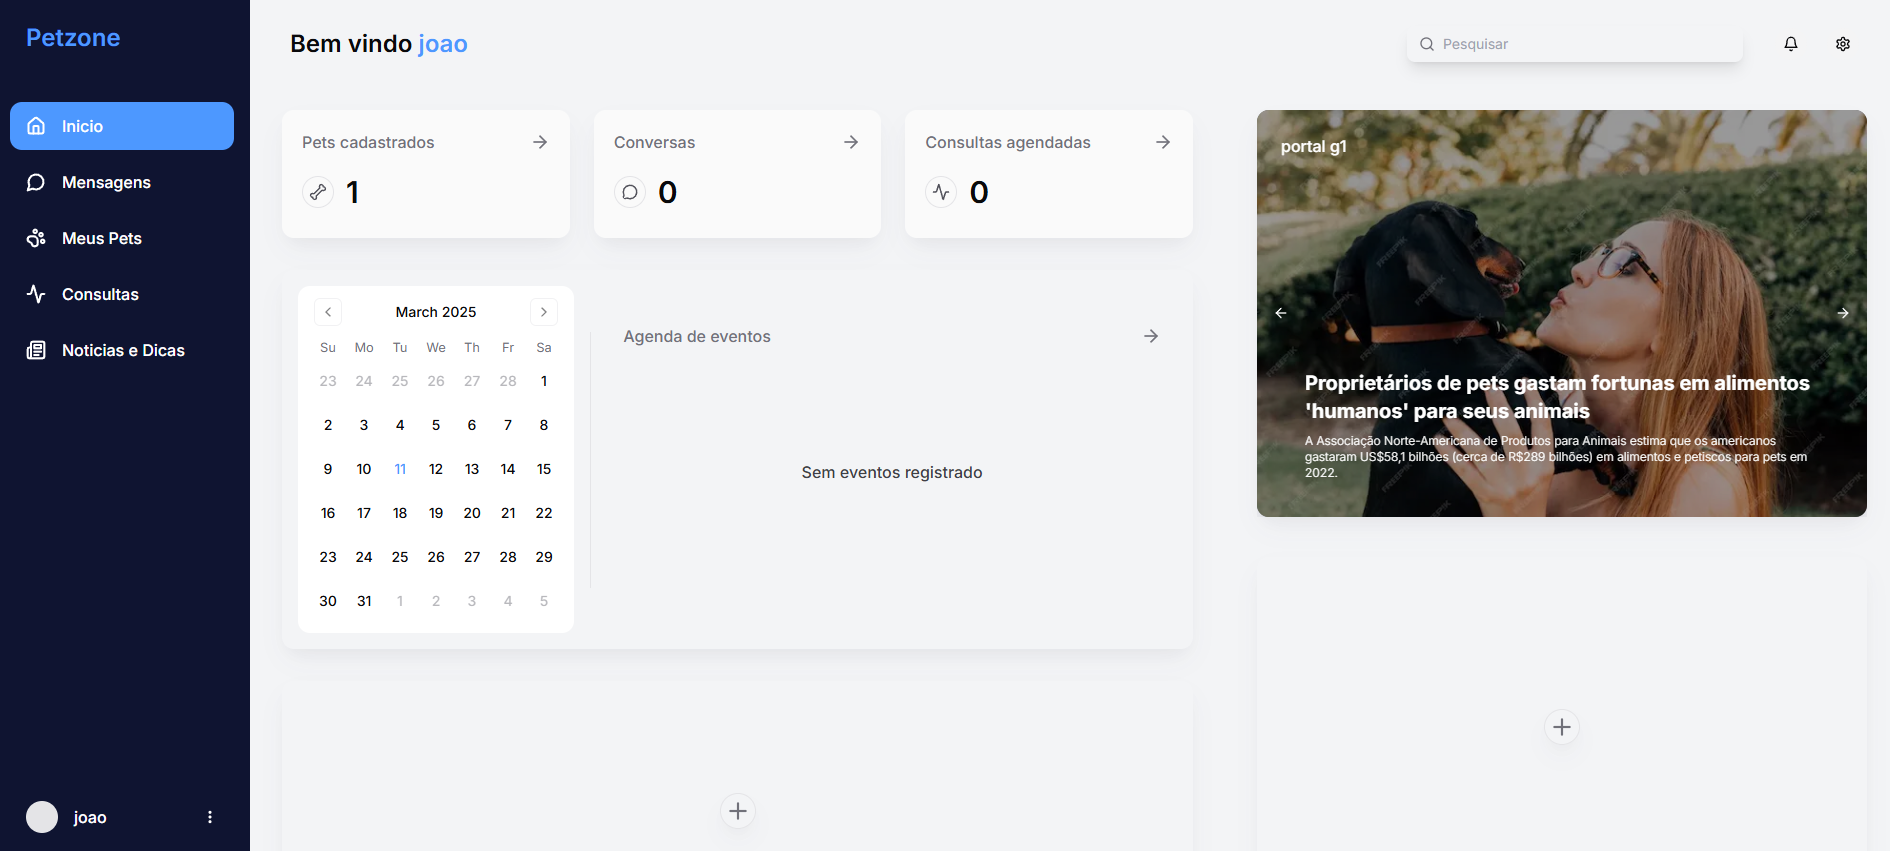 Petzone
Inicio
Mensagens
Meus Pets
Consultas
Noticias e Dicas
joao
Bem vindo joao
Pesquisar
Pets cadastrados
1
Conversas
0
Consultas agendadas
0
March 2025
Su Mo Tu We Th Fr Sa
23 24 25 26 27 28 1
2 3 4 5 6 7 8
9 10 11 12 13 14 15
16 17 18 19 20 21 22
23 24 25 26 27 28 29
30 31 1 2 3 4 5
Agenda de eventos
Sem eventos registrado
portal g1
Proprietários de pets gastam fortunas em alimentos
'humanos' para seus animais
A Associação Norte-Americana de Produtos para Animais estima que os americanos
gastaram US$58,1 bilhões (cerca de R$289 bilhões) em alimentos e petiscos para pets em
2022.